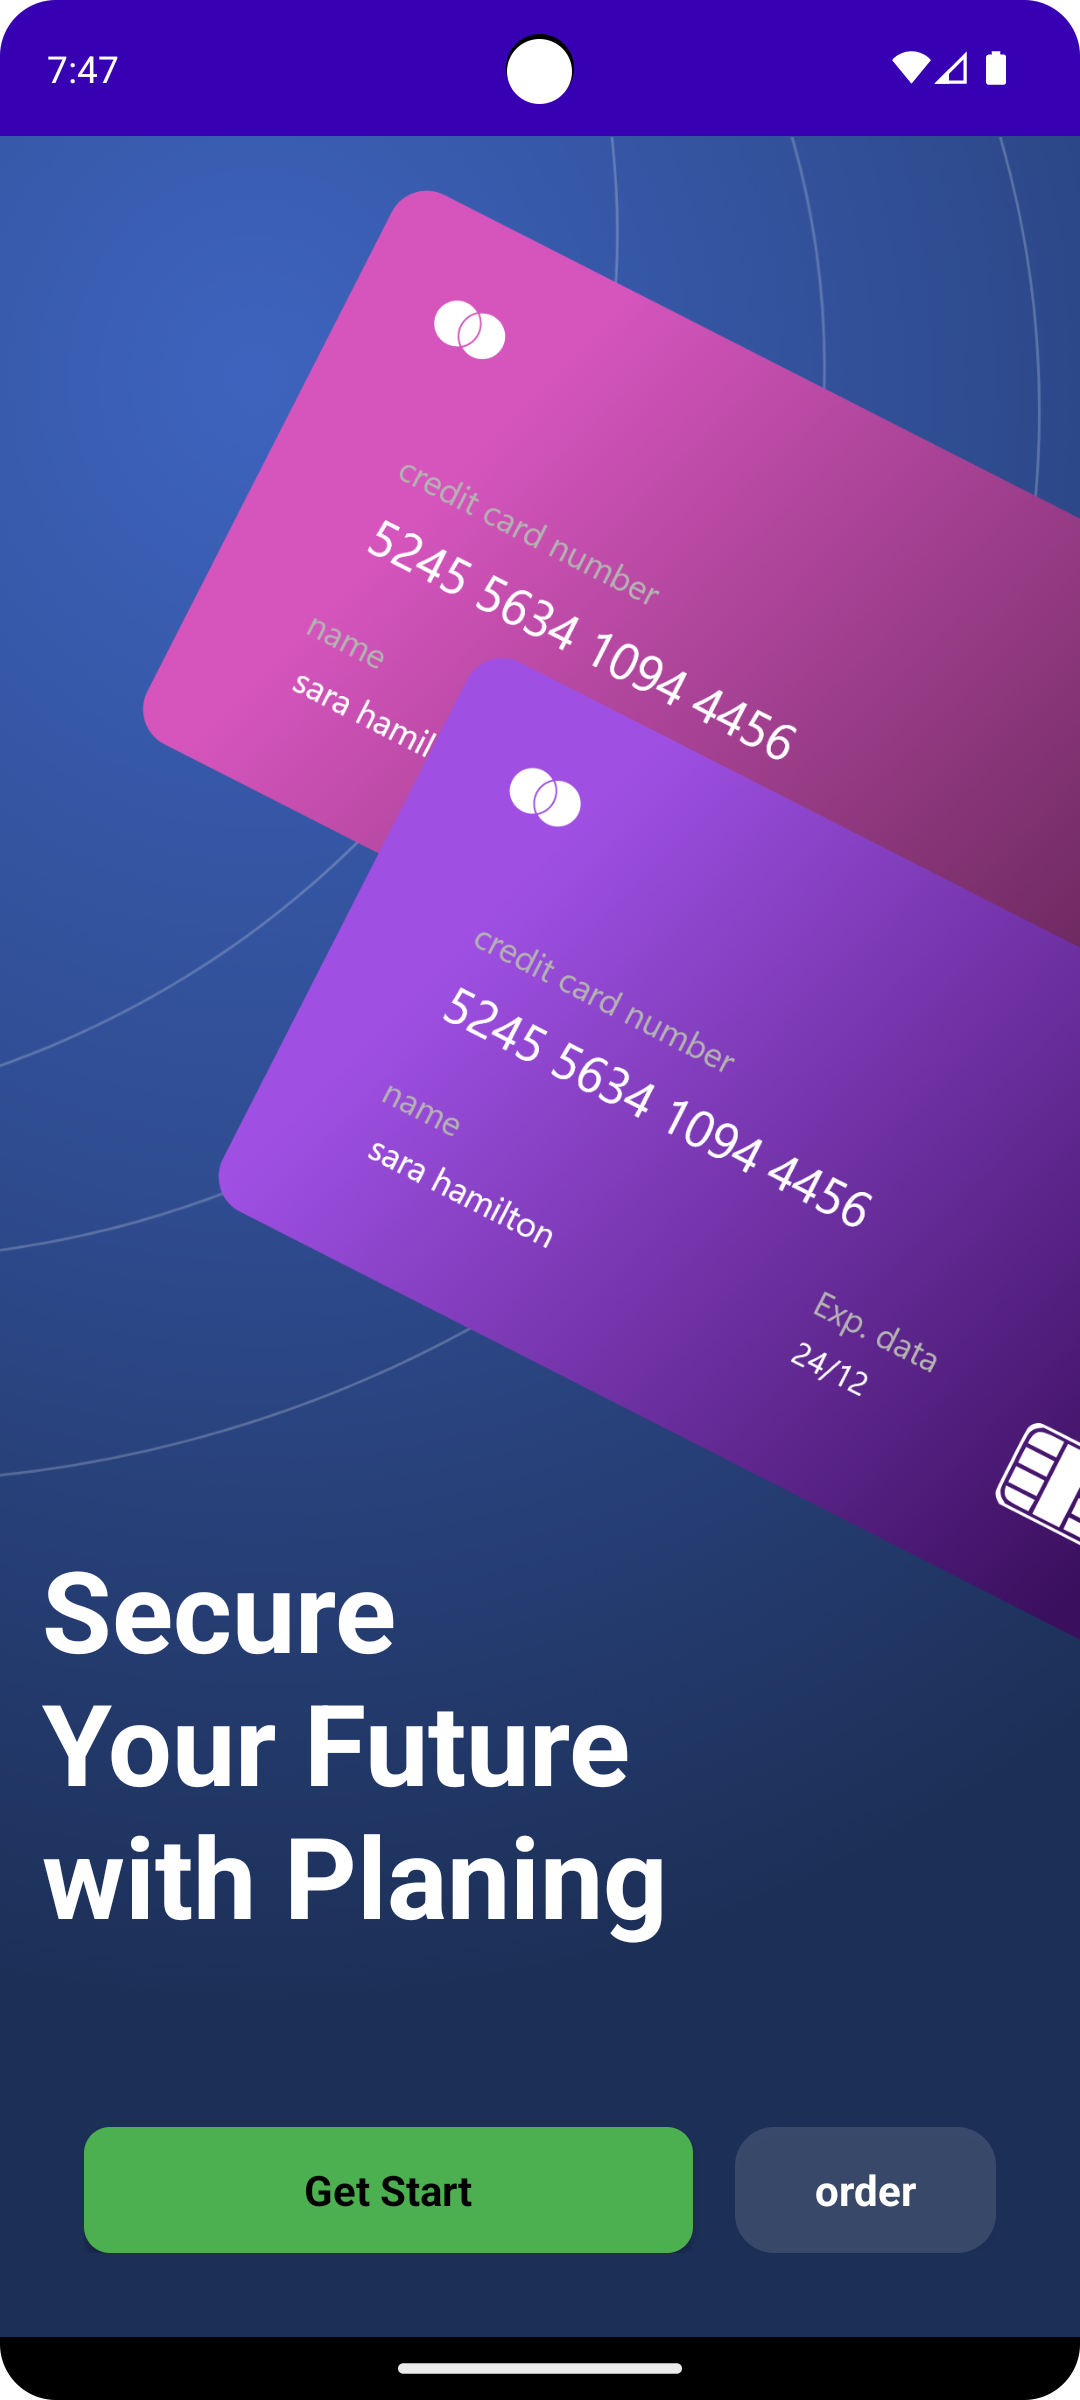 7:47
credit card number
5245 5634 1094 4456
name
sara hamil
credit card number
5245 5634 1094 4456
name
sara hamilton
Exp. data
24/12
Secure
Your Future
with Planing
Get Start
order